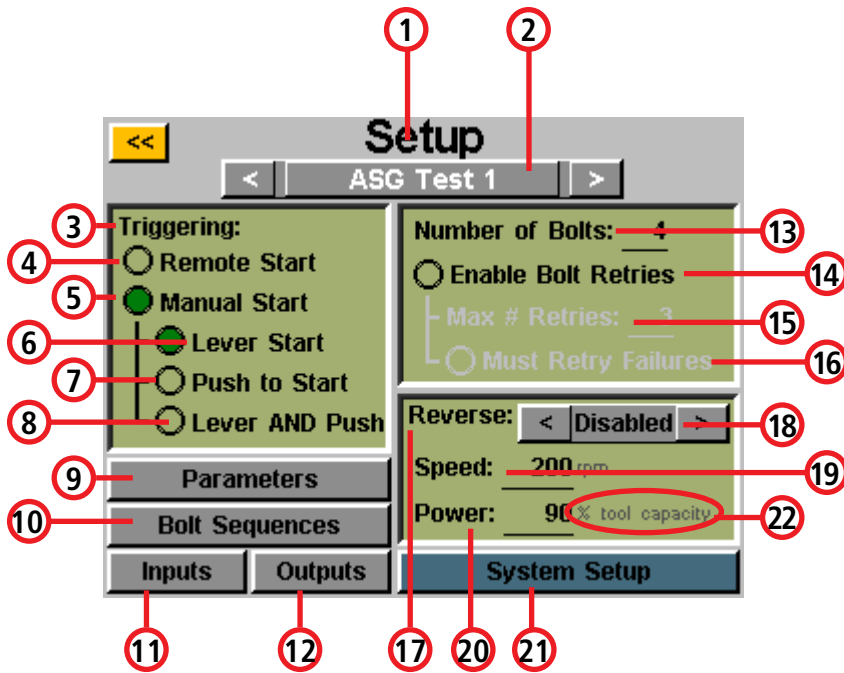 1 2
<< Setup
< ASG Test 1 >
3 Triggering:
4 Remote Start
5 Manual Start
6 Lever Start
7 Push to Start
8 Lever AND Push
9 Parameters
10 Bolt Sequences
Inputs Outputs
11 12
Number of Bolts: 4 13
Enable Bolt Retries 14
Max # Retries: 3 15
Must Retry Failures 16
Reverse: < Disabled > 18
Speed: 200 rpm 19
Power: 90 % tool capacity 22
System Setup
17 20 21